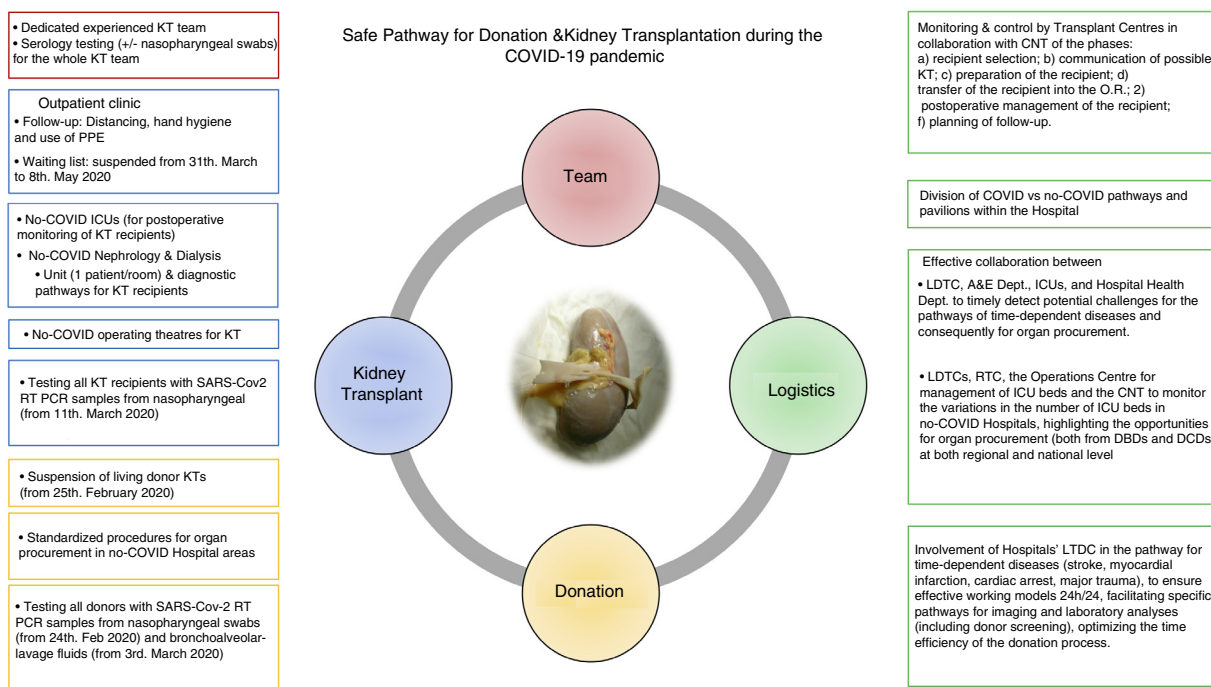 Safe Pathway for Donation &Kidney Transplantation during the
COVID-19 pandemic
• Dedicated experienced KT team
• Serology testing (+/- nasopharyngeal swabs)
for the whole KT team
Outpatient clinic
• Follow-up: Distancing, hand hygiene
and use of PPE
• Waiting list: suspended from 31th. March
to 8th. May 2020
• No-COVID ICUs (for postoperative
monitoring of KT recipients)
• No-COVID Nephrology & Dialysis
• Unit (1 patient/room) & diagnostic
pathways for KT recipients
• No-COVID operating theatres for KT
• Testing all KT recipients with SARS-Cov2
RT PCR samples from nasopharyngeal
(from 11th. March 2020)
• Suspension of living donor KTs
(from 25th. February 2020)
• Standardized procedures for organ
procurement in no-COVID Hospital areas
• Testing all donors with SARS-Cov-2 RT
PCR samples from nasopharyngeal swabs
(from 24th. Feb 2020) and bronchoalveolar-
lavage fluids (from 3rd. March 2020)
Team
Kidney
Transplant
Logistics
Donation
Monitoring & control by Transplant Centres in
collaboration with CNT of the phases:
a) recipient selection; b) communication of possible
KT; c) preparation of the recipient; d)
transfer of the recipient into the O.R.; 2)
postoperative management of the recipient;
f) planning of follow-up.
Division of COVID vs no-COVID pathways and
pavilions within the Hospital
Effective collaboration between
• LDTC, A&E Dept., ICUs, and Hospital Health
Dept. to timely detect potential challenges for the
pathways of time-dependent diseases and
consequently for organ procurement.
• LDTCs, RTC, the Operations Centre for
management of ICU beds and the CNT to monitor
the variations in the number of ICU beds in
no-COVID Hospitals, highlighting the opportunities
for organ procurement (both from DBDs and DCDs
at both regional and national level
Involvement of Hospitals' LTDC in the pathway for
time-dependent diseases (stroke, myocardial
infarction, cardiac arrest, major trauma), to ensure
effective working models 24h/24, facilitating specific
pathways for imaging and laboratory analyses
(including donor screening), optimizing the time
efficiency of the donation process.